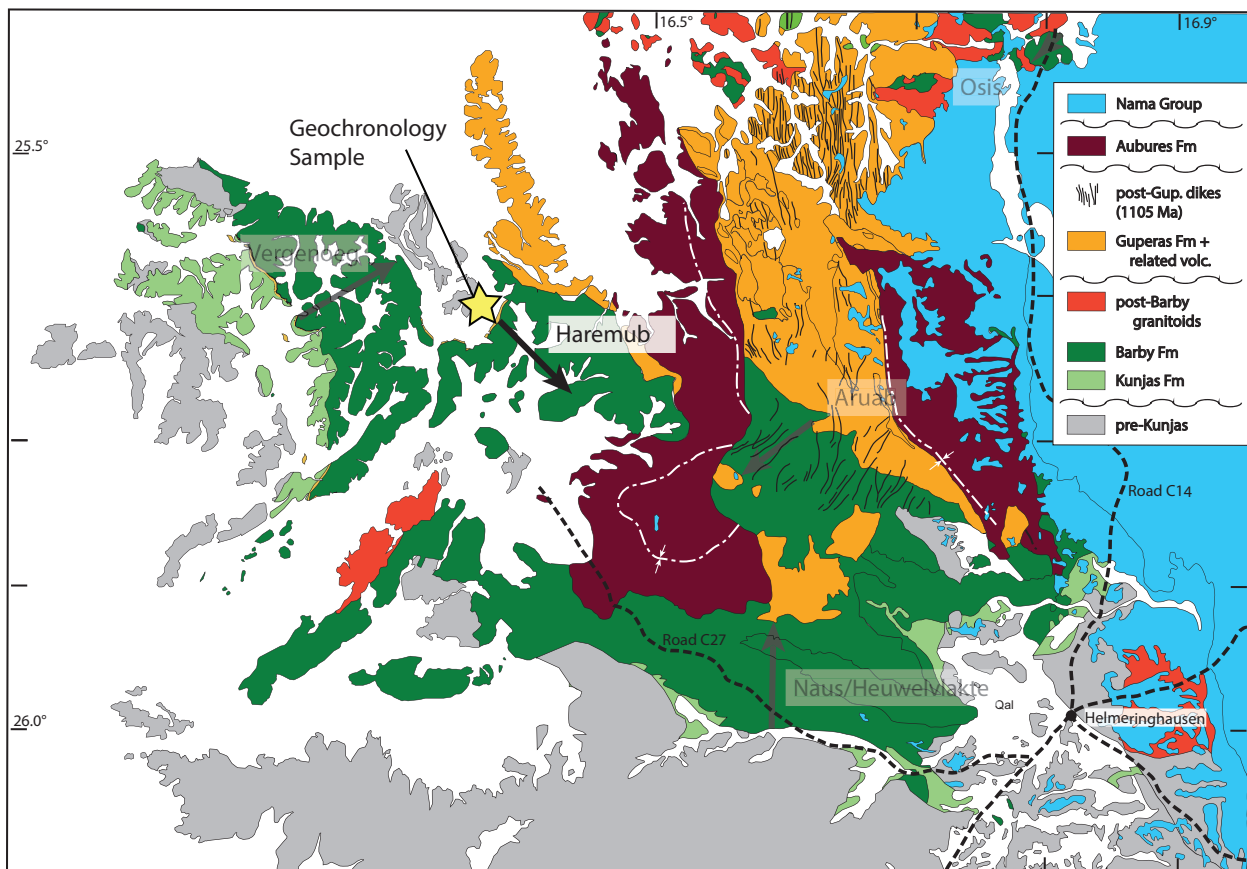 16.5°
16.9°
Osis
Geochronology
Sample
25.5°
Vergenoeg
Haremub
Aruab
Road C14
Road C27
Naus/Heuwelvlakte
Qal
Helmeringhausen
26.0°
Nama Group
Aubures Fm
post-Gup. dikes
(1105 Ma)
Guperas Fm +
related volc.
post-Barby
granitoids
Barby Fm
Kunjas Fm
pre-Kunjas